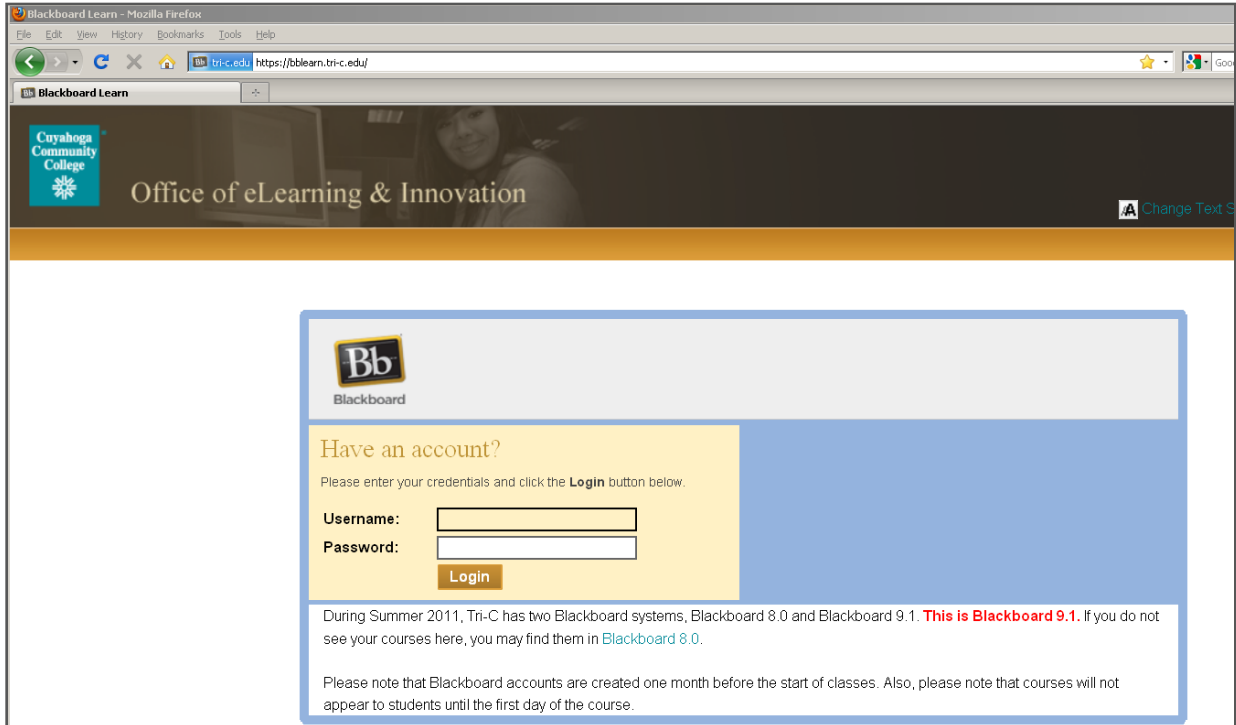 Blackboard Learn - Mozilla Firefox
File Edit View History Bookmarks Tools Help
tri-c.edu https://bblearn.tri-c.edu/
Blackboard Learn
Cuyahoga
Community
College
Office of eLearning & Innovation
Change Text S
Bb
Blackboard
Have an account?
Please enter your credentials and click the Login button below.
Username:
Password:
Login
During Summer 2011, Tri-C has two Blackboard systems, Blackboard 8.0 and Blackboard 9.1. This is Blackboard 9.1. If you do not
see your courses here, you may find them in Blackboard 8.0.
Please note that Blackboard accounts are created one month before the start of classes. Also, please note that courses will not
appear to students until the first day of the course.